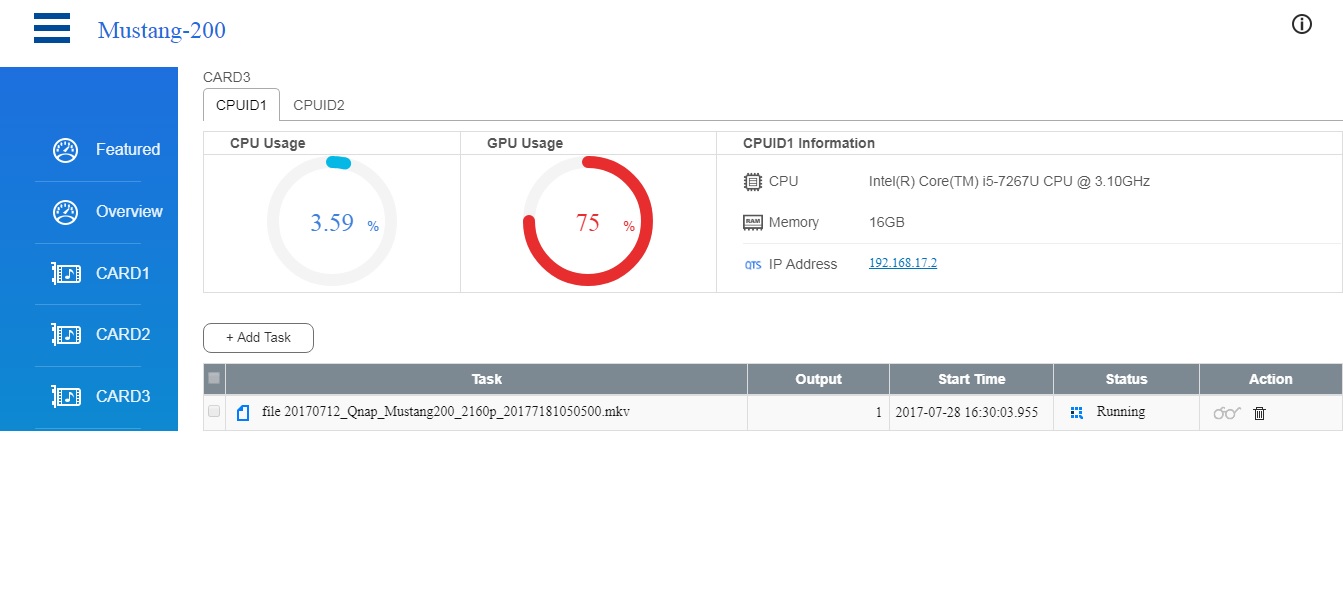 Mustang-200
Featured
Overview
CARD1
CARD2
CARD3
CARD3
CPUID1 CPUID2
CPU Usage GPU Usage CPUID1 Information
3.59 %
75 %
CPU Intel(R) Core(TM) i5-7267U CPU @ 3.10GHz
RAM Memory 16GB
QTS IP Address 192.168.17.2
+ Add Task
Task Output Start Time Status Action
file 20170712_Qnap_Mustang200_2160p_20177181050500.mkv 1 2017-07-28 16:30:03.955 Running